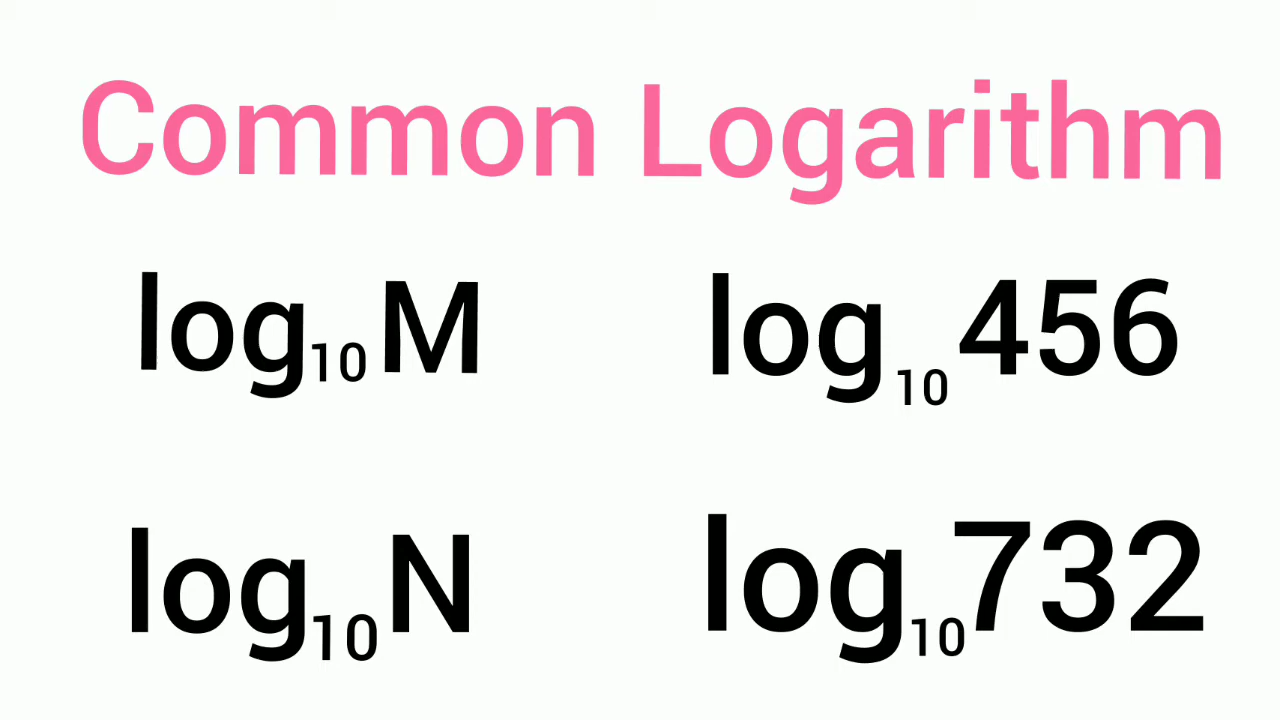 Common Logarithm
log₁₀M log₁₀456
log₁₀N log₁₀732